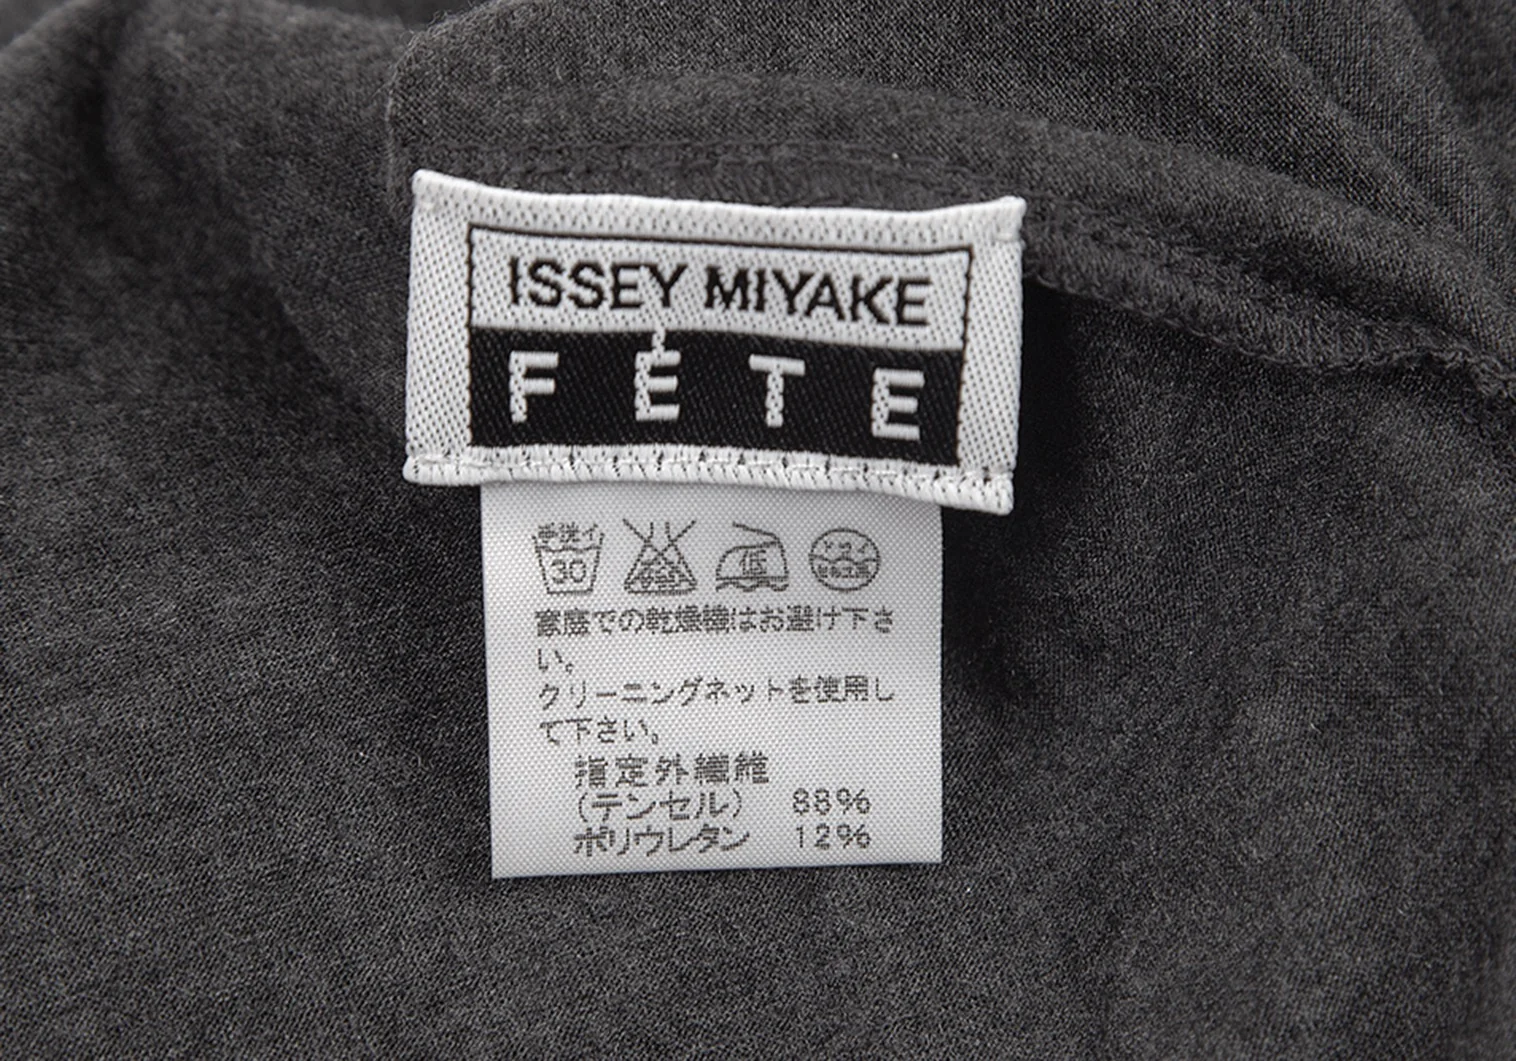 ISSEY MIYAKE
FÊTE
手洗イ
30
低
家庭での乾燥機はお避け下さ
い。
クリーニングネットを使用し
て下さい。
指定外繊維
(テンセル) 88%
ポリウレタン 12%